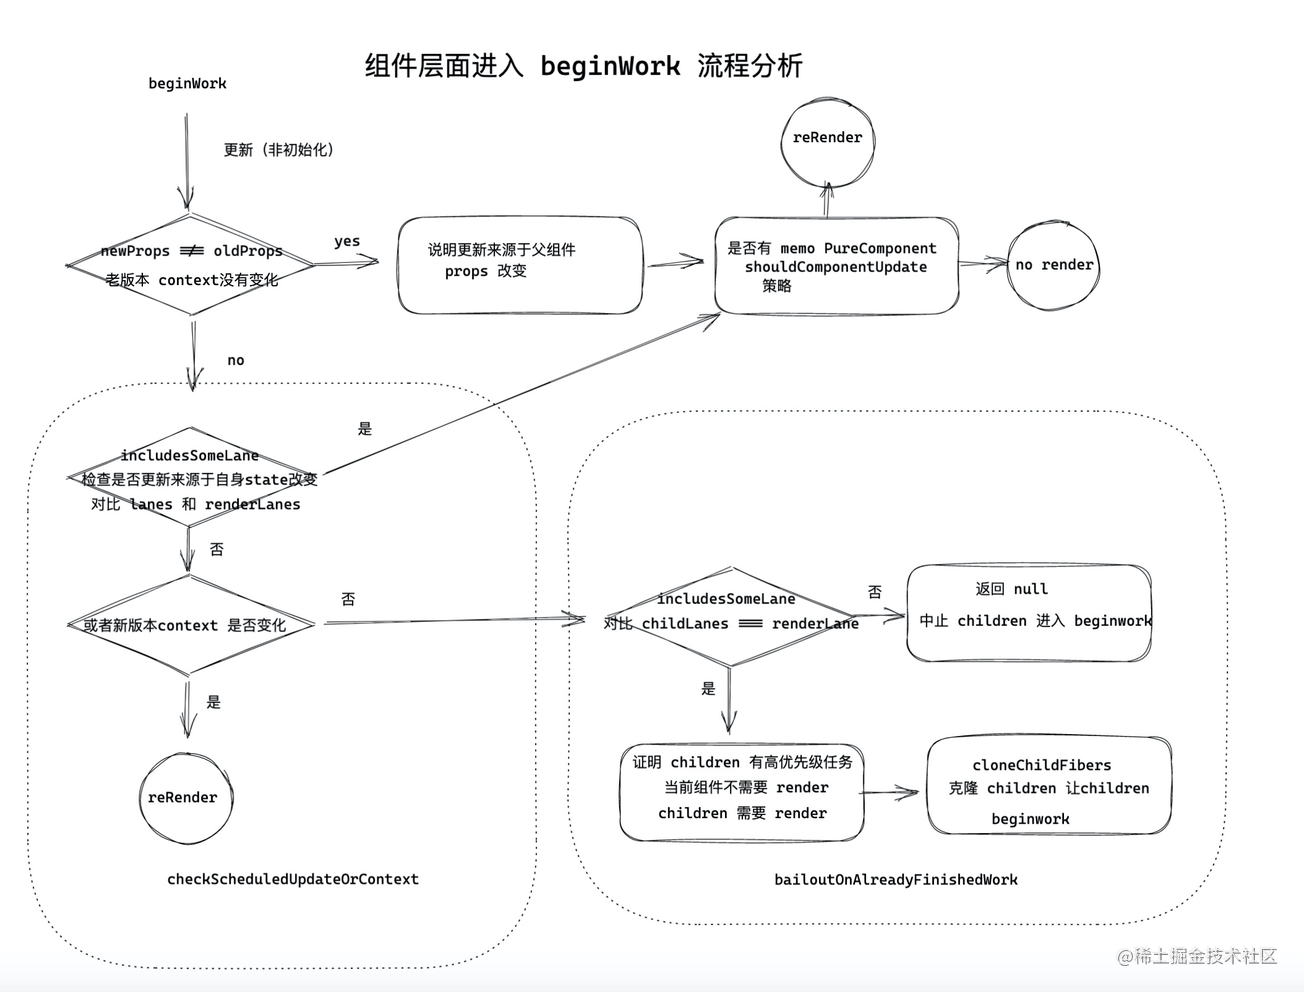 组件层面进入 beginWork 流程分析
beginWork
更新（非初始化）
reRender
newProps !== oldProps
老版本 context没有变化
yes
说明更新来源于父组件
props 改变
是否有 memo PureComponent
shouldComponentUpdate
策略
no render
no
includesSomeLane
检查是否更新来源于自身state改变
对比 lanes 和 renderLanes
是
否
或者新版本context 是否变化
否
includesSomeLane
对比 childLanes === renderLane
否
返回 null
中止 children 进入 beginwork
是
reRender
是
证明 children 有高优先级任务
当前组件不需要 render
children 需要 render
cloneChildFibers
克隆 children 让children
beginwork
checkScheduledUpdateOrContext
bailoutOnAlreadyFinishedWork
@稀土掘金技术社区